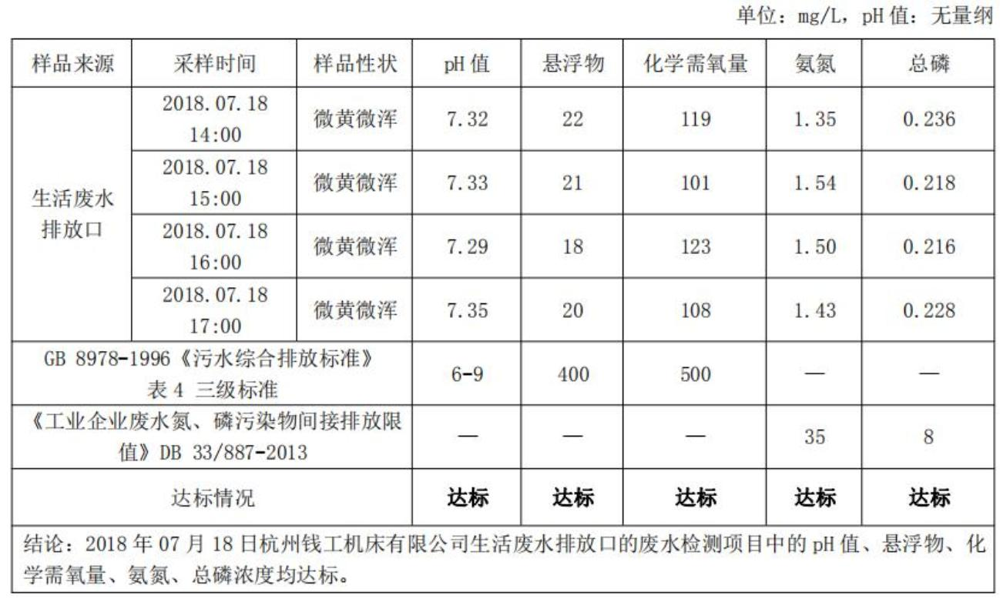 单位：mg/L，pH 值：无量纲
样品来源 采样时间 样品性状 pH 值 悬浮物 化学需氧量 氨氮 总磷
生活废水
排放口
2018.07.18
14:00
微黄微浑 7.32 22 119 1.35 0.236
2018.07.18
15:00
微黄微浑 7.33 21 101 1.54 0.218
2018.07.18
16:00
微黄微浑 7.29 18 123 1.50 0.216
2018.07.18
17:00
微黄微浑 7.35 20 108 1.43 0.228
GB 8978-1996《污水综合排放标准》
表 4 三级标准
6-9 400 500 — —
《工业企业废水氮、磷污染物间接排放限
值》DB 33/887-2013
— — — 35 8
达标情况 达标 达标 达标 达标 达标
结论：2018 年 07 月 18 日杭州钱工机床有限公司生活废水排放口的废水检测项目中的 pH 值、悬浮物、化
学需氧量、氨氮、总磷浓度均达标。